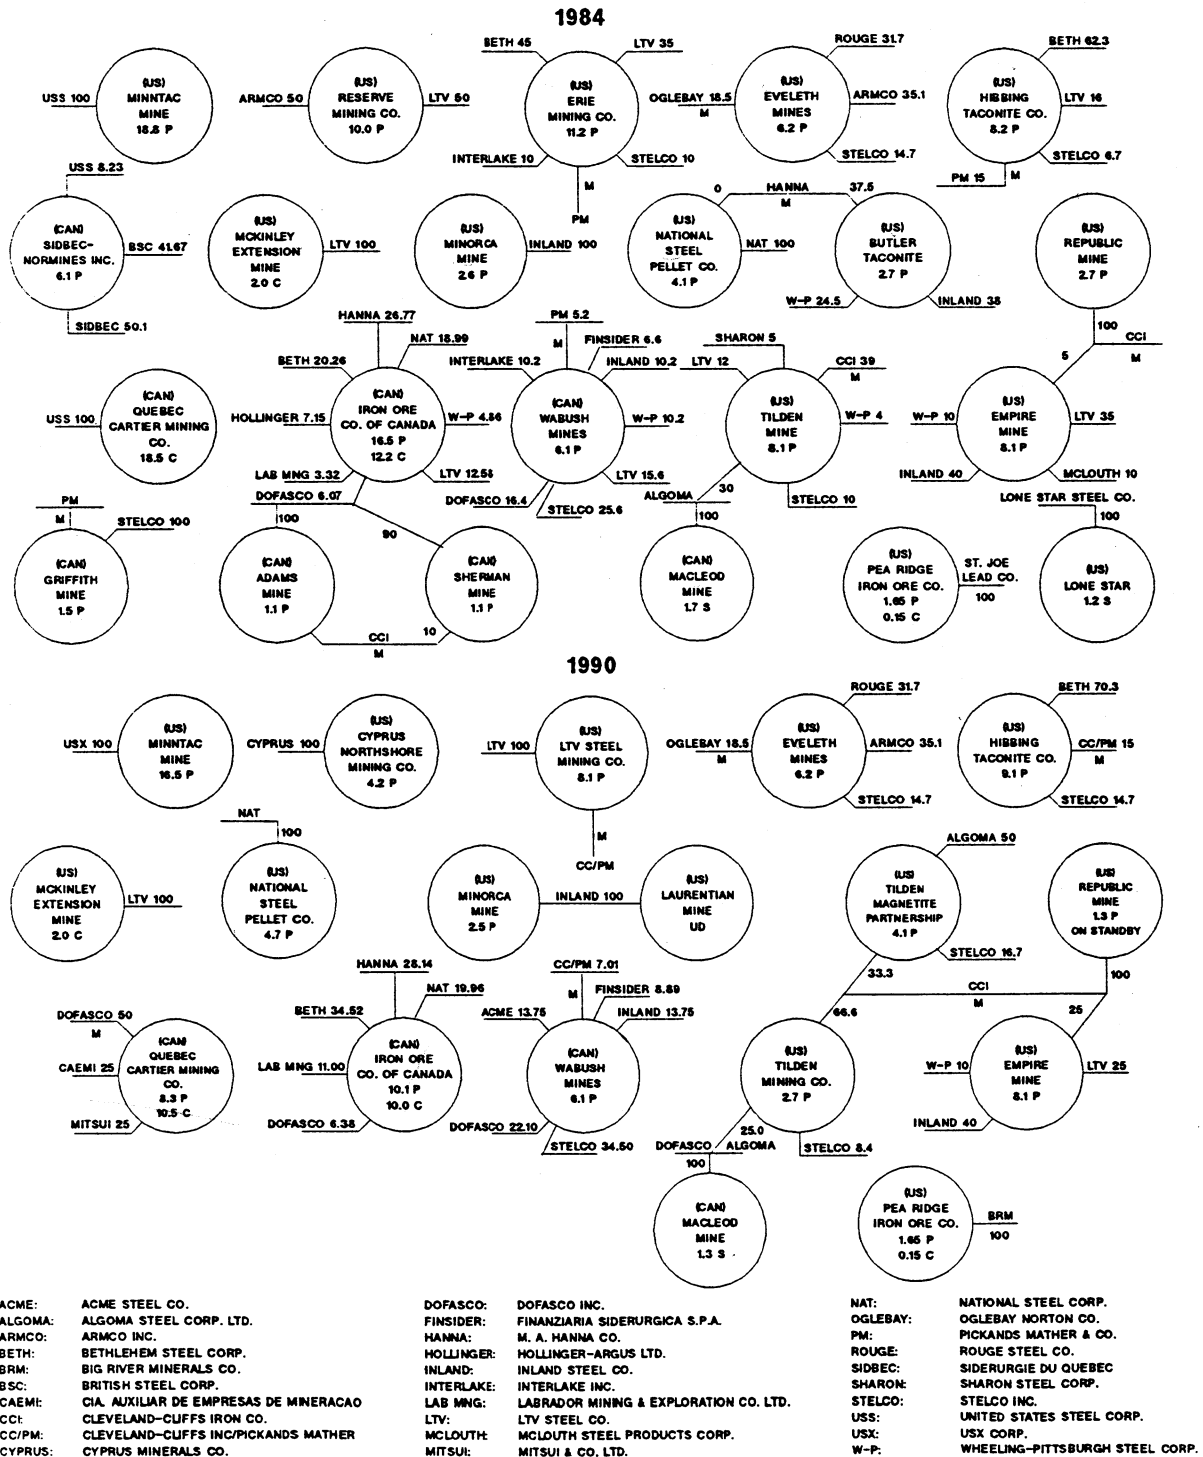 1984
USS 100
(US)
MINNTAC
MINE
18.8 P
ARMCO 50
(US)
RESERVE
MINING CO.
10.0 P
LTV 50
BETH 45
LTV 35
(US)
ERIE
MINING CO.
11.2 P
INTERLAKE 10
STELCO 10
M
PM
ROUGE 31.7
OGLEBAY 18.5
M
(US)
EVELETH
MINES
6.2 P
ARMCO 35.1
STELCO 14.7
BETH 62.3
(US)
HIBBING
TACONITE CO.
8.2 P
LTV 16
STELCO 6.7
PM 15
M
USS 8.23
(CAN)
SIDBEC-
NORMINES INC.
6.1 P
BSC 41.67
SIDBEC 50.1
(US)
MCKINLEY
EXTENSION
MINE
2.0 C
LTV 100
(US)
MINORCA
MINE
2.6 P
INLAND 100
0
HANNA
37.5
M
(US)
NATIONAL
STEEL
PELLET CO.
4.1 P
NAT 100
(US)
BUTLER
TACONITE
2.7 P
W-P 24.5
INLAND 38
(US)
REPUBLIC
MINE
2.7 P
100
CCI
M
5
USS 100
(CAN)
QUEBEC
CARTIER MINING
CO.
18.5 C
HANNA 26.77
NAT 18.99
BETH 20.26
HOLLINGER 7.15
(CAN)
IRON ORE
CO. OF CANADA
16.5 P
12.2 C
W-P 4.86
LAB MNG 3.32
LTV 12.58
DOFASCO 6.07
PM 5.2
M
FINSIDER 6.6
INTERLAKE 10.2
INLAND 10.2
(CAN)
WABUSH
MINES
6.1 P
W-P 10.2
LTV 15.6
DOFASCO 16.4
STELCO 25.6
SHARON 5
LTV 12
CCI 39
M
(US)
TILDEN
MINE
8.1 P
W-P 4
STELCO 10
30
ALGOMA
100
W-P 10
(US)
EMPIRE
MINE
8.1 P
LTV 35
INLAND 40
MCLOUTH 10
PM
M
STELCO 100
(CAN)
GRIFFITH
MINE
1.5 P
100
90
(CAN)
ADAMS
MINE
1.1 P
(CAN)
SHERMAN
MINE
1.1 P
CCI
M
10
(CAN)
MACLEOD
MINE
1.7 S
(US)
PEA RIDGE
IRON ORE CO.
1.65 P
0.15 C
ST. JOE
LEAD CO.
100
LONE STAR STEEL CO.
100
(US)
LONE STAR
1.2 S
1990
USX 100
(US)
MINNTAC
MINE
16.5 P
CYPRUS 100
(US)
CYPRUS
NORTHSHORE
MINING CO.
4.2 P
LTV 100
(US)
LTV STEEL
MINING CO.
8.1 P
M
CC/PM
ROUGE 31.7
OGLEBAY 18.5
M
(US)
EVELETH
MINES
6.2 P
ARMCO 35.1
STELCO 14.7
BETH 70.3
(US)
HIBBING
TACONITE CO.
9.1 P
CC/PM 15
M
STELCO 14.7
(US)
MCKINLEY
EXTENSION
MINE
2.0 C
LTV 100
NAT
100
(US)
NATIONAL
STEEL
PELLET CO.
4.7 P
(US)
MINORCA
MINE
2.5 P
INLAND 100
(US)
LAURENTIAN
MINE
UD
ALGOMA 50
(US)
TILDEN
MAGNETITE
PARTNERSHIP
4.1 P
STELCO 16.7
33.3
(US)
REPUBLIC
MINE
1.3 P
ON STANDBY
100
CCI
M
66.6
25
DOFASCO 50
M
CAEMI 25
MITSUI 25
(CAN)
QUEBEC
CARTIER MINING
CO.
8.3 P
10.5 C
HANNA 28.14
NAT 19.96
BETH 34.52
LAB MNG 11.00
(CAN)
IRON ORE
CO. OF CANADA
10.1 P
10.0 C
DOFASCO 6.38
CC/PM 7.01
M
FINSIDER 8.89
ACME 13.75
INLAND 13.75
(CAN)
WABUSH
MINES
6.1 P
DOFASCO 22.10
STELCO 34.50
(US)
TILDEN
MINING CO.
2.7 P
25.0
STELCO 8.4
DOFASCO
ALGOMA
100
W-P 10
(US)
EMPIRE
MINE
8.1 P
LTV 25
INLAND 40
(CAN)
MACLEOD
MINE
1.3 S
(US)
PEA RIDGE
IRON ORE CO.
1.65 P
0.15 C
BRM
100
ACME: ACME STEEL CO.
ALGOMA: ALGOMA STEEL CORP. LTD.
ARMCO: ARMCO INC.
BETH: BETHLEHEM STEEL CORP.
BRM: BIG RIVER MINERALS CO.
BSC: BRITISH STEEL CORP.
CAEMI: CIA. AUXILIAR DE EMPRESAS DE MINERACAO
CCI: CLEVELAND-CLIFFS IRON CO.
CC/PM: CLEVELAND-CLIFFS INC/PICKANDS MATHER
CYPRUS: CYPRUS MINERALS CO.
DOFASCO: DOFASCO INC.
FINSIDER: FINANZIARIA SIDERURGICA S.P.A.
HANNA: M. A. HANNA CO.
HOLLINGER: HOLLINGER-ARGUS LTD.
INLAND: INLAND STEEL CO.
INTERLAKE: INTERLAKE INC.
LAB MNG: LABRADOR MINING & EXPLORATION CO. LTD.
LTV: LTV STEEL CO.
MCLOUTH: MCLOUTH STEEL PRODUCTS CORP.
MITSUI: MITSUI & CO. LTD.
NAT: NATIONAL STEEL CORP.
OGLEBAY: OGLEBAY NORTON CO.
PM: PICKANDS MATHER & CO.
ROUGE: ROUGE STEEL CO.
SIDBEC: SIDERURGIE DU QUEBEC
SHARON: SHARON STEEL CORP.
STELCO: STELCO INC.
USS: UNITED STATES STEEL CORP.
USX: USX CORP.
W-P: WHEELING-PITTSBURGH STEEL CORP.